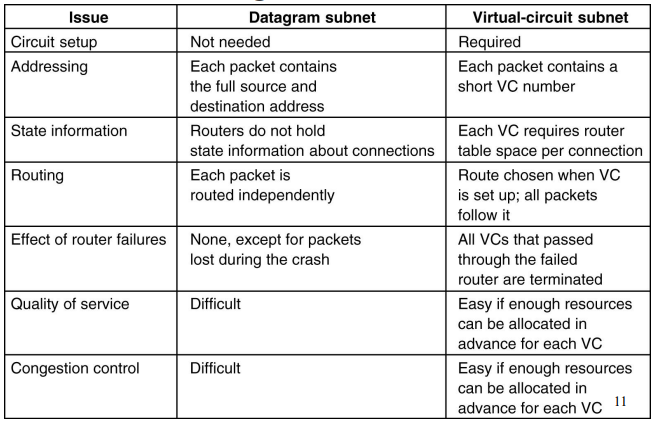 Issue Datagram subnet Virtual-circuit subnet
Circuit setup Not needed Required
Addressing Each packet contains Each packet contains a
the full source and short VC number
destination address
State information Routers do not hold Each VC requires router
state information about connections table space per connection
Routing Each packet is Route chosen when VC
routed independently is set up; all packets
follow it
Effect of router failures None, except for packets All VCs that passed
lost during the crash through the failed
router are terminated
Quality of service Difficult Easy if enough resources
can be allocated in
advance for each VC
Congestion control Difficult Easy if enough resources
can be allocated in
advance for each VC 11